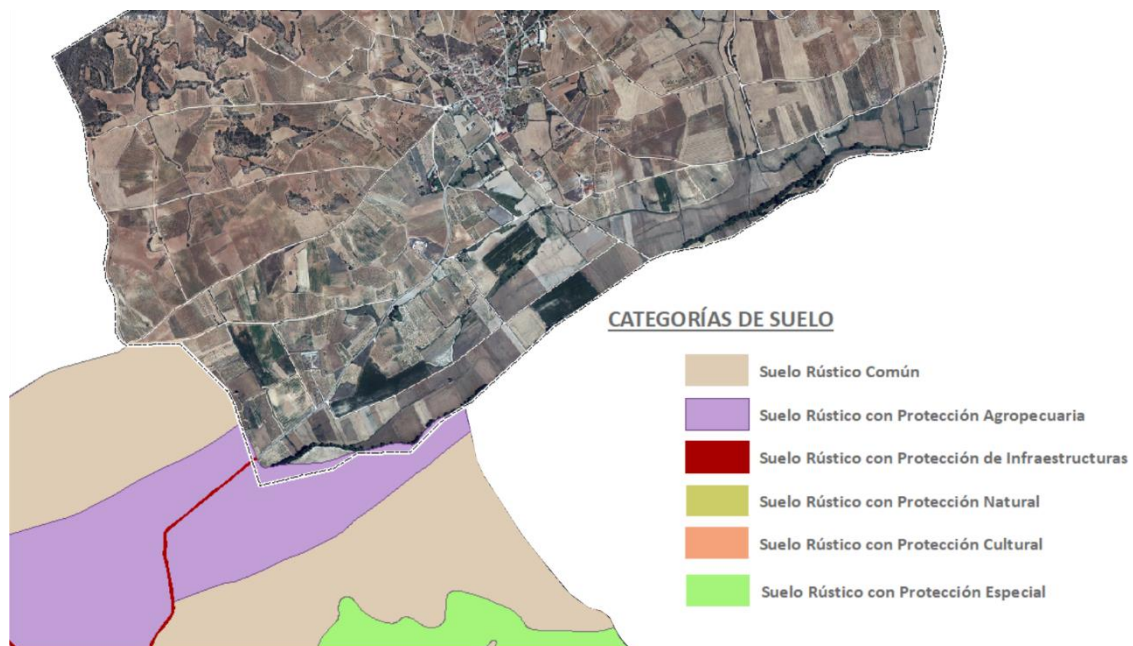 CATEGORÍAS DE SUELO
Suelo Rústico Común
Suelo Rústico con Protección Agropecuaria
Suelo Rústico con Protección de Infraestructuras
Suelo Rústico con Protección Natural
Suelo Rústico con Protección Cultural
Suelo Rústico con Protección Especial